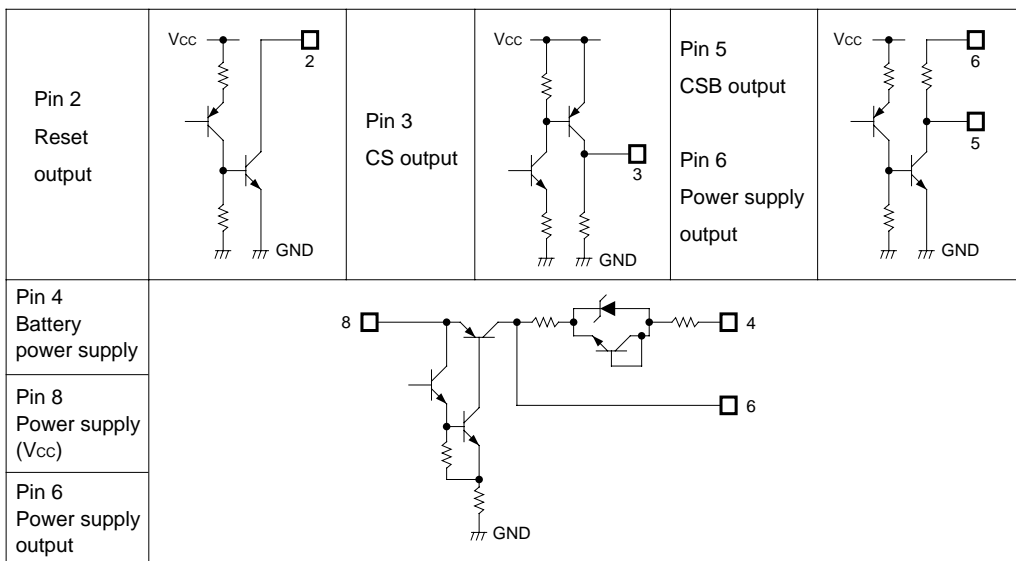 Pin 2
Reset
output
Vcc
2
GND
Pin 3
CS output
Vcc
3
GND
Pin 5
CSB output
Pin 6
Power supply
output
Vcc
6
5
GND
Pin 4
Battery
power supply
Pin 8
Power supply
(Vcc)
Pin 6
Power supply
output
8
4
6
GND